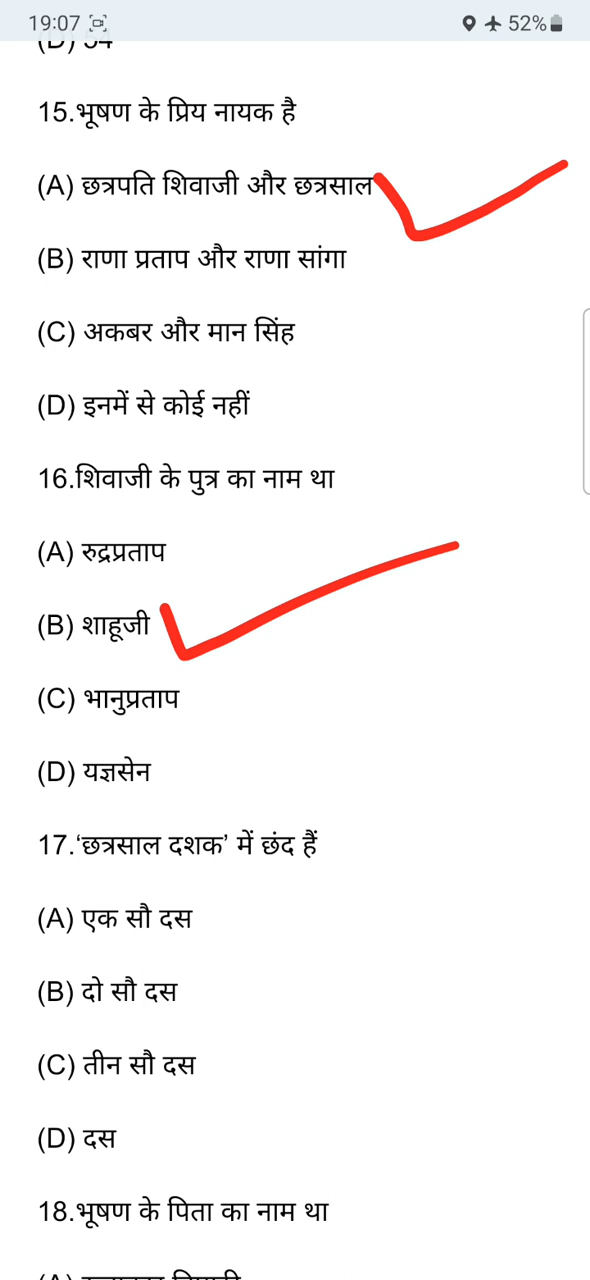 19:07 52%
(D) 54
15.भूषण के प्रिय नायक है
(A) छत्रपति शिवाजी और छत्रसाल
(B) राणा प्रताप और राणा सांगा
(C) अकबर और मान सिंह
(D) इनमें से कोई नहीं
16.शिवाजी के पुत्र का नाम था
(A) रुद्रप्रताप
(B) शाहूजी
(C) भानुप्रताप
(D) यज्ञसेन
17.‘छत्रसाल दशक’ में छंद हैं
(A) एक सौ दस
(B) दो सौ दस
(C) तीन सौ दस
(D) दस
18.भूषण के पिता का नाम था
(A)